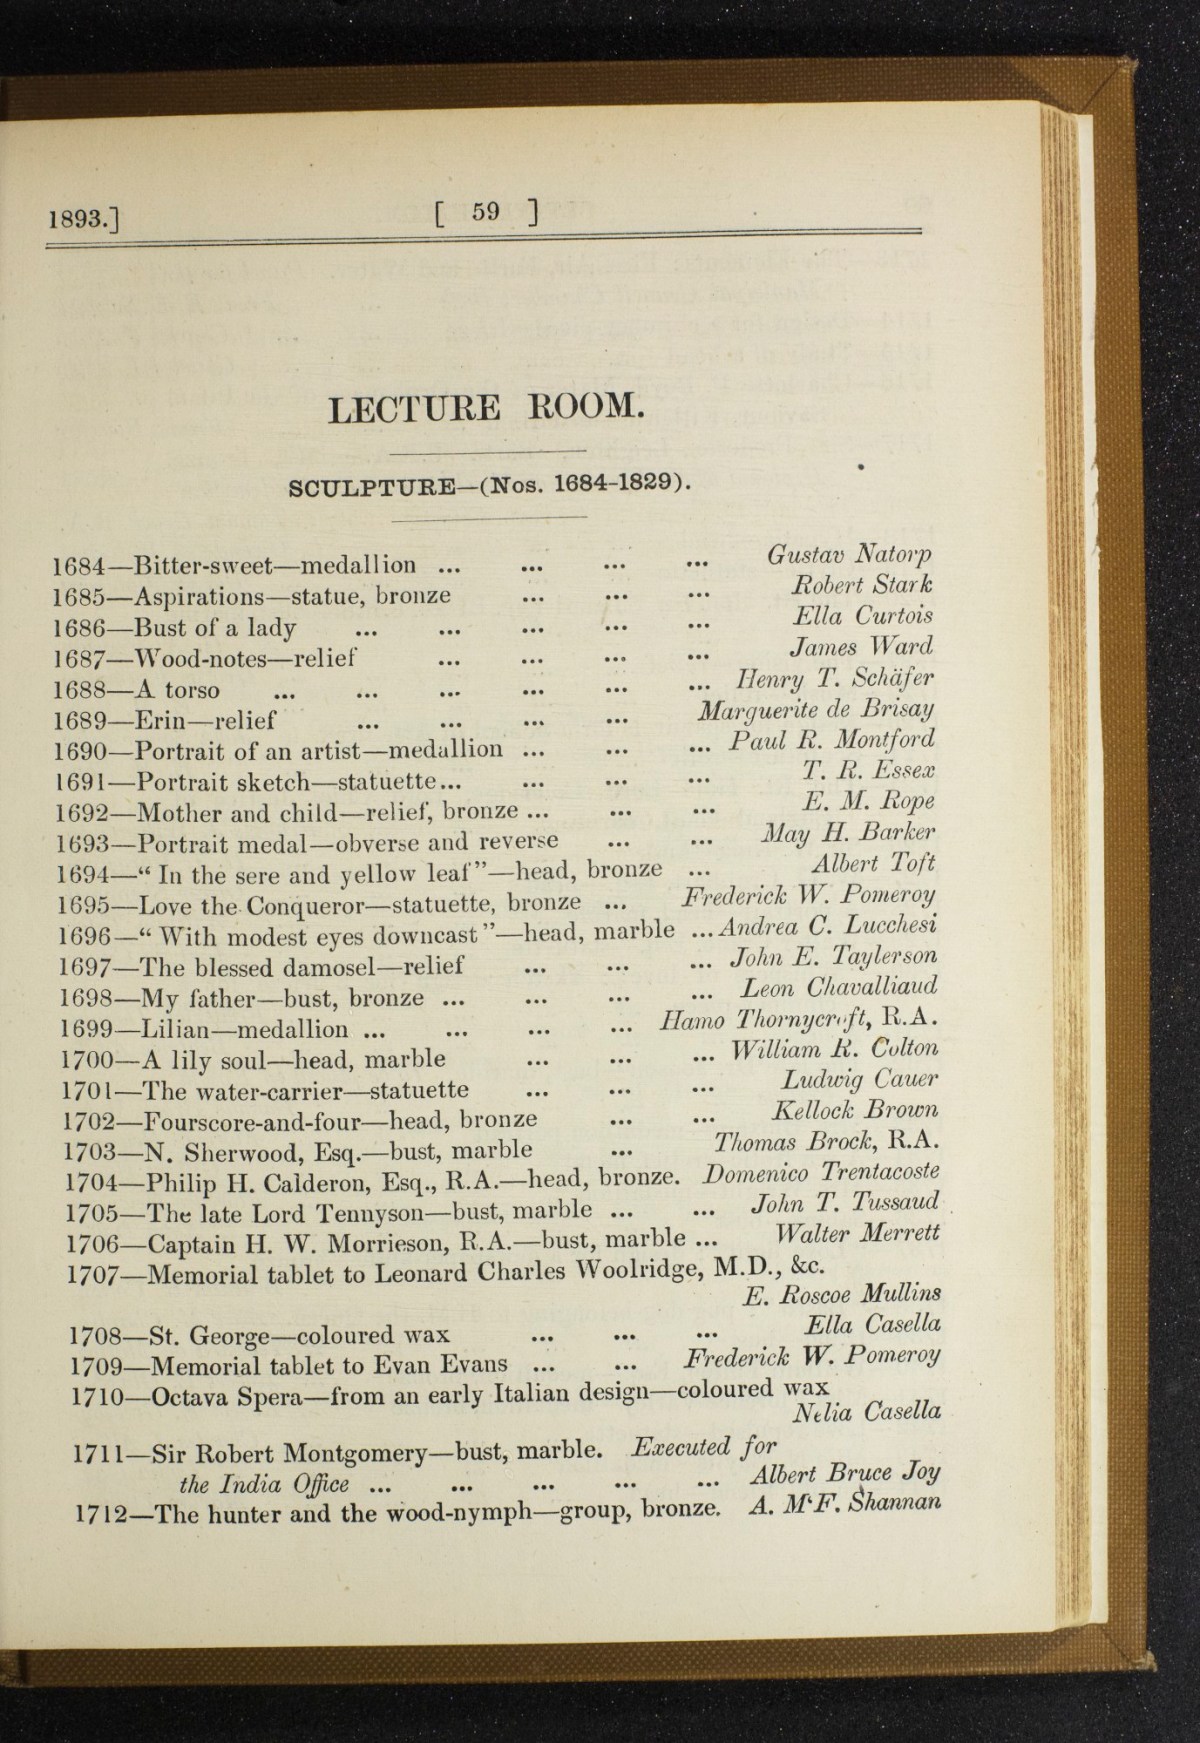 1893.] [ 59 ]
LECTURE ROOM.
SCULPTURE—(Nos. 1684-1829).
1684—Bitter-sweet—medallion ... ... ... ... Gustav Natorp
1685—Aspirations—statue, bronze ... ... ... Robert Stark
1686—Bust of a lady ... ... ... ... ... Ella Curtois
1687—Wood-notes—relief ... ... ... ... James Ward
1688—A torso ... ... ... ... ... ... Henry T. Schäfer
1689—Erin—relief ... ... ... ... Marguerite de Brisay
1690—Portrait of an artist—medallion ... ... ... Paul R. Montford
1691—Portrait sketch—statuette... ... ... ... T. R. Essex
1692—Mother and child—relief, bronze ... ... ... E. M. Rope
1693—Portrait medal—obverse and reverse ... ... May H. Barker
1694—“ In the sere and yellow leaf”—head, bronze ... Albert Toft
1695—Love the Conqueror—statuette, bronze ... Frederick W. Pomeroy
1696—“ With modest eyes downcast”—head, marble ... Andrea C. Lucchesi
1697—The blessed damosel—relief ... ... ... John E. Taylerson
1698—My father—bust, bronze ... ... ... ... Leon Chavalliaud
1699—Lilian—medallion ... ... ... ... Hamo Thornycroft, R.A.
1700—A lily soul—head, marble ... ... ... William R. Colton
1701—The water-carrier—statuette ... ... ... Ludwig Cauer
1702—Fourscore-and-four—head, bronze ... ... Kellock Brown
1703—N. Sherwood, Esq.—bust, marble ... Thomas Brock, R.A.
1704—Philip H. Calderon, Esq., R.A.—head, bronze. Domenico Trentacoste
1705—The late Lord Tennyson—bust, marble ... ... John T. Tussaud
1706—Captain H. W. Morrieson, R.A.—bust, marble ... Walter Merrett
1707—Memorial tablet to Leonard Charles Woolridge, M.D., &c.
E. Roscoe Mullins
1708—St. George—coloured wax ... ... ... Ella Casella
1709—Memorial tablet to Evan Evans ... ... Frederick W. Pomeroy
1710—Octava Spera—from an early Italian design—coloured wax
Nelia Casella
1711—Sir Robert Montgomery—bust, marble. Executed for
the India Office ... ... ... ... ... Albert Bruce Joy
1712—The hunter and the wood-nymph—group, bronze. A. M‘F. Shannan